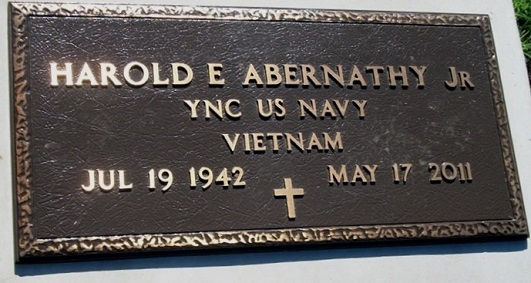 HAROLD E ABERNATHY JR
YNC US NAVY
VIETNAM
JUL 19 1942 MAY 17 2011